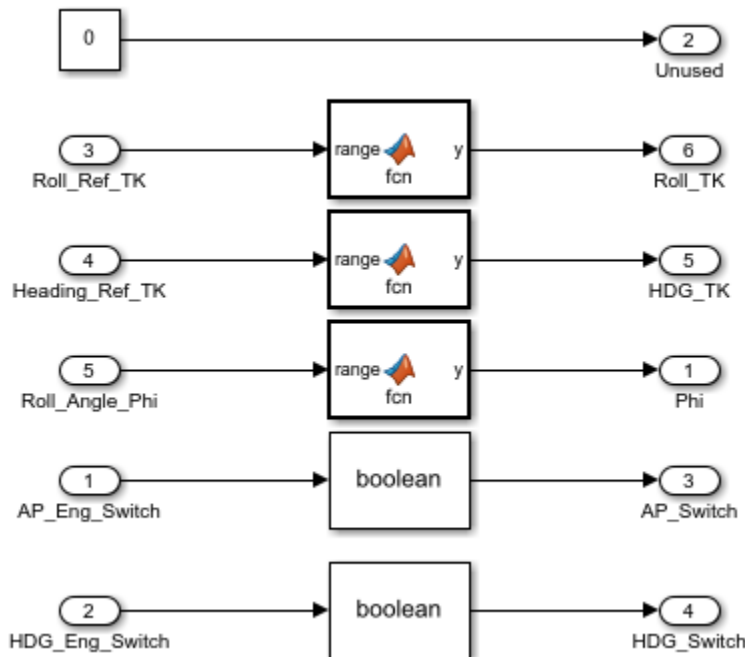 0
2
Unused
3
range
y
fcn
6
Roll_Ref_TK
Roll_TK
4
range
y
fcn
5
Heading_Ref_TK
HDG_TK
5
range
y
fcn
1
Roll_Angle_Phi
Phi
1
boolean
3
AP_Eng_Switch
AP_Switch
2
boolean
4
HDG_Eng_Switch
HDG_Switch